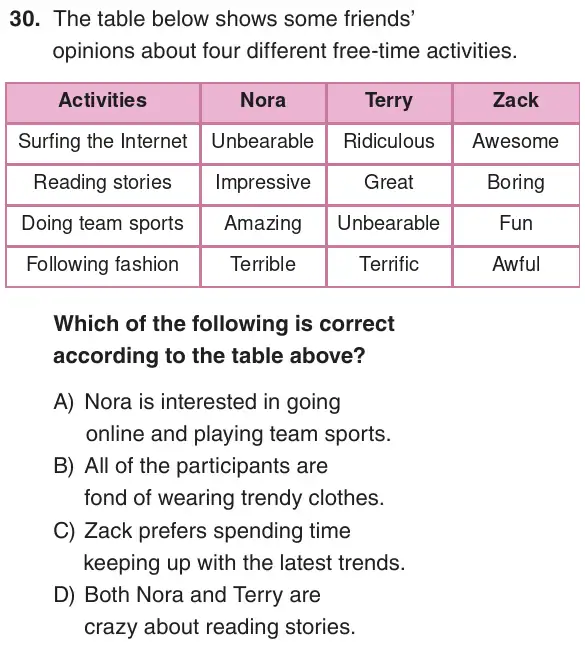 30. The table below shows some friends’
opinions about four different free-time activities.
Activities Nora Terry Zack
Surfing the Internet Unbearable Ridiculous Awesome
Reading stories Impressive Great Boring
Doing team sports Amazing Unbearable Fun
Following fashion Terrible Terrific Awful
Which of the following is correct
according to the table above?
A) Nora is interested in going
online and playing team sports.
B) All of the participants are
fond of wearing trendy clothes.
C) Zack prefers spending time
keeping up with the latest trends.
D) Both Nora and Terry are
crazy about reading stories.